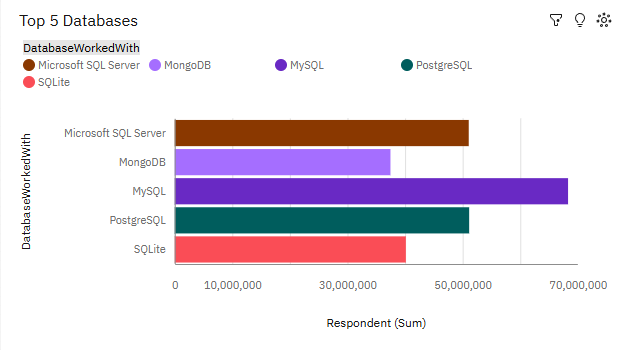 Top 5 Databases
DatabaseWorkedWith
Microsoft SQL Server MongoDB MySQL PostgreSQL
SQLite
DatabaseWorkedWith
Microsoft SQL Server
MongoDB
MySQL
PostgreSQL
SQLite
0 10,000,000 30,000,000 50,000,000 70,000,000
Respondent (Sum)